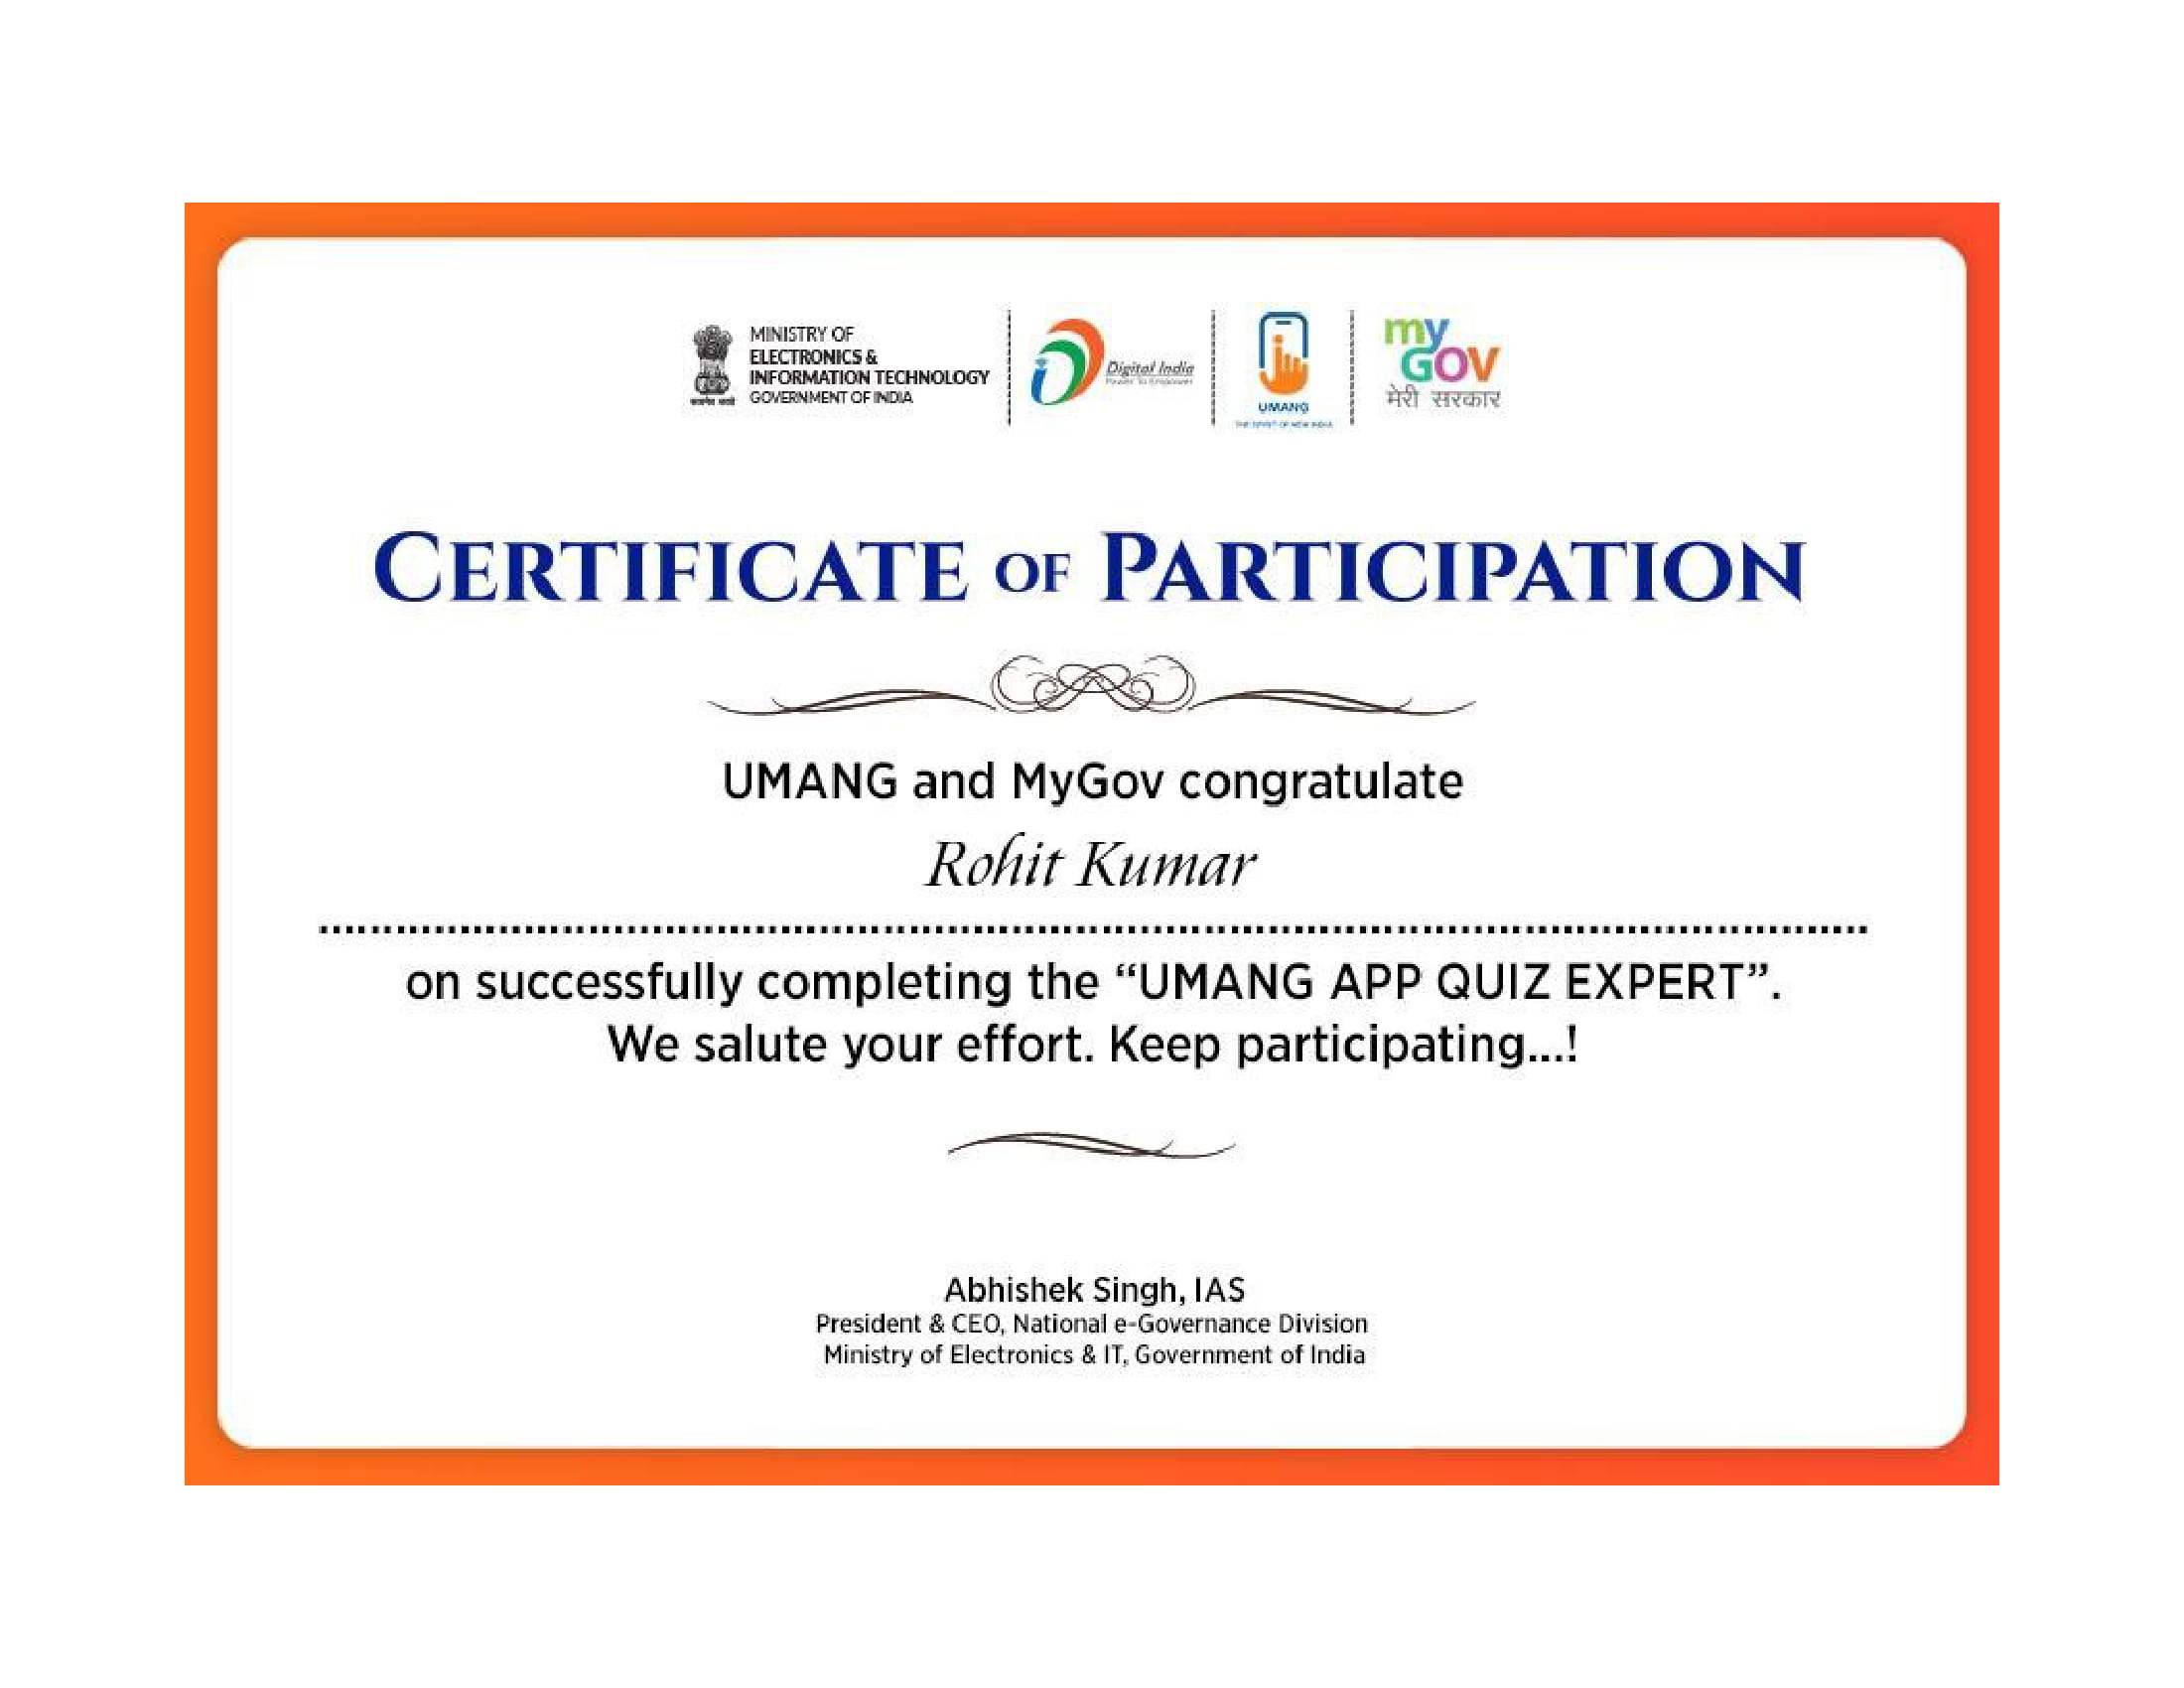 MINISTRY OF
ELECTRONICS &
INFORMATION TECHNOLOGY
GOVERNMENT OF INDIA
सत्यमेव जयते
Digital India
Power To Empower
UMANG
THE SPIRIT OF NEW INDIA
my
GOV
मेरी सरकार
CERTIFICATE OF PARTICIPATION
UMANG and MyGov congratulate
Rohit Kumar
on successfully completing the “UMANG APP QUIZ EXPERT”.
We salute your effort. Keep participating...!
Abhishek Singh, IAS
President & CEO, National e-Governance Division
Ministry of Electronics & IT, Government of India